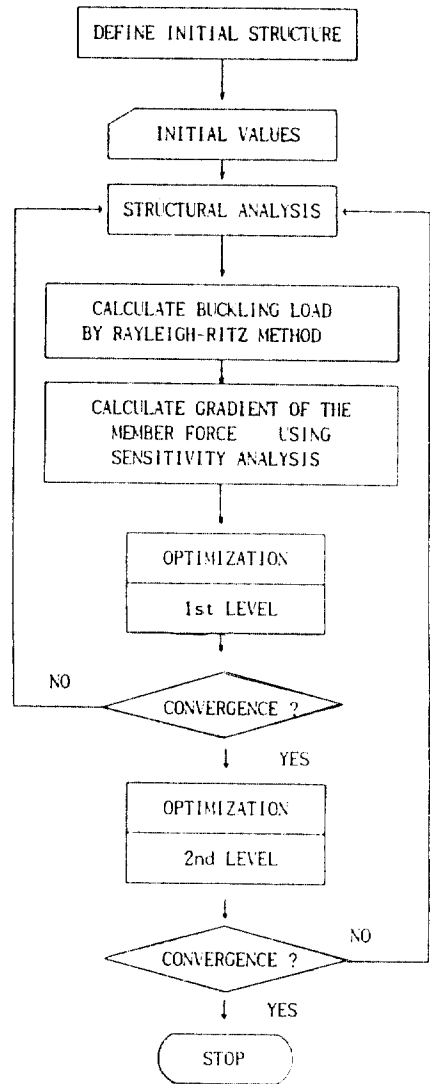 DEFINE INITIAL STRUCTURE
INITIAL VALUES
STRUCTURAL ANALYSIS
CALCULATE BUCKLING LOAD
BY RAYLEIGH-RITZ METHOD
CALCULATE GRADIENT OF THE
MEMBER FORCE USING
SENSITIVITY ANALYSIS
OPTIMIZATION
1st LEVEL
NO
CONVERGENCE ?
YES
OPTIMIZATION
2nd LEVEL
NO
CONVERGENCE ?
YES
STOP